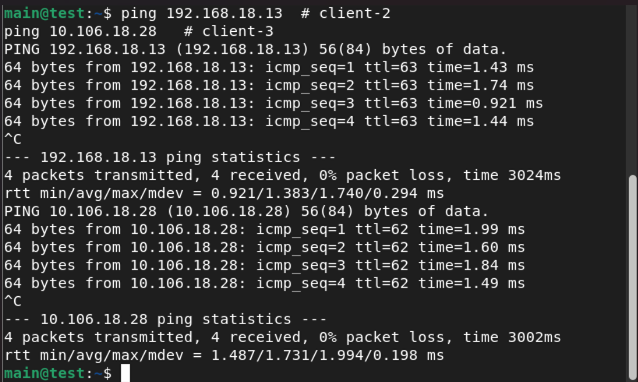 main@test:~$ ping 192.168.18.13  # client-2
ping 10.106.18.28   # client-3
PING 192.168.18.13 (192.168.18.13) 56(84) bytes of data.
64 bytes from 192.168.18.13: icmp_seq=1 ttl=63 time=1.43 ms
64 bytes from 192.168.18.13: icmp_seq=2 ttl=63 time=1.74 ms
64 bytes from 192.168.18.13: icmp_seq=3 ttl=63 time=0.921 ms
64 bytes from 192.168.18.13: icmp_seq=4 ttl=63 time=1.44 ms
^C
--- 192.168.18.13 ping statistics ---
4 packets transmitted, 4 received, 0% packet loss, time 3024ms
rtt min/avg/max/mdev = 0.921/1.383/1.740/0.294 ms
PING 10.106.18.28 (10.106.18.28) 56(84) bytes of data.
64 bytes from 10.106.18.28: icmp_seq=1 ttl=62 time=1.99 ms
64 bytes from 10.106.18.28: icmp_seq=2 ttl=62 time=1.60 ms
64 bytes from 10.106.18.28: icmp_seq=3 ttl=62 time=1.84 ms
64 bytes from 10.106.18.28: icmp_seq=4 ttl=62 time=1.49 ms
^C
--- 10.106.18.28 ping statistics ---
4 packets transmitted, 4 received, 0% packet loss, time 3002ms
rtt min/avg/max/mdev = 1.487/1.731/1.994/0.198 ms
main@test:~$